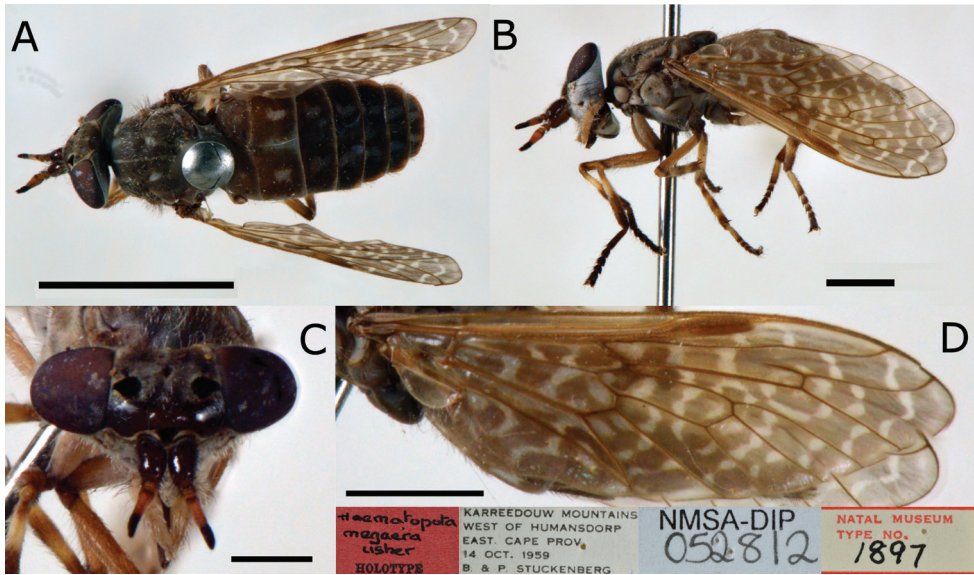 A
B
C
D
Haematopota
megaera
usher
HOLOTYPE
KARREEDOUW MOUNTAINS
WEST OF HUMANSDORP
EAST. CAPE PROV.
14 OCT. 1959
B. & P. STUCKENBERG
NMSA-DIP
052812
NATAL MUSEUM
TYPE NO.
1897